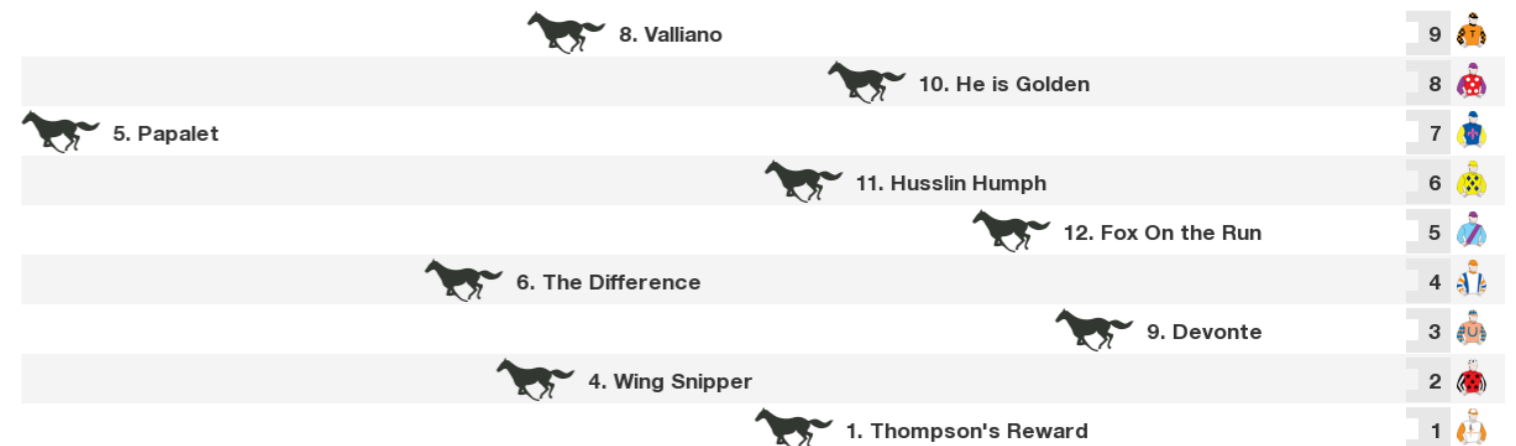 8. Valliano 9
10. He is Golden 8
5. Papalet 7
11. Husslin Humph 6
12. Fox On the Run 5
6. The Difference 4
9. Devonte 3
4. Wing Snipper 2
1. Thompson's Reward 1